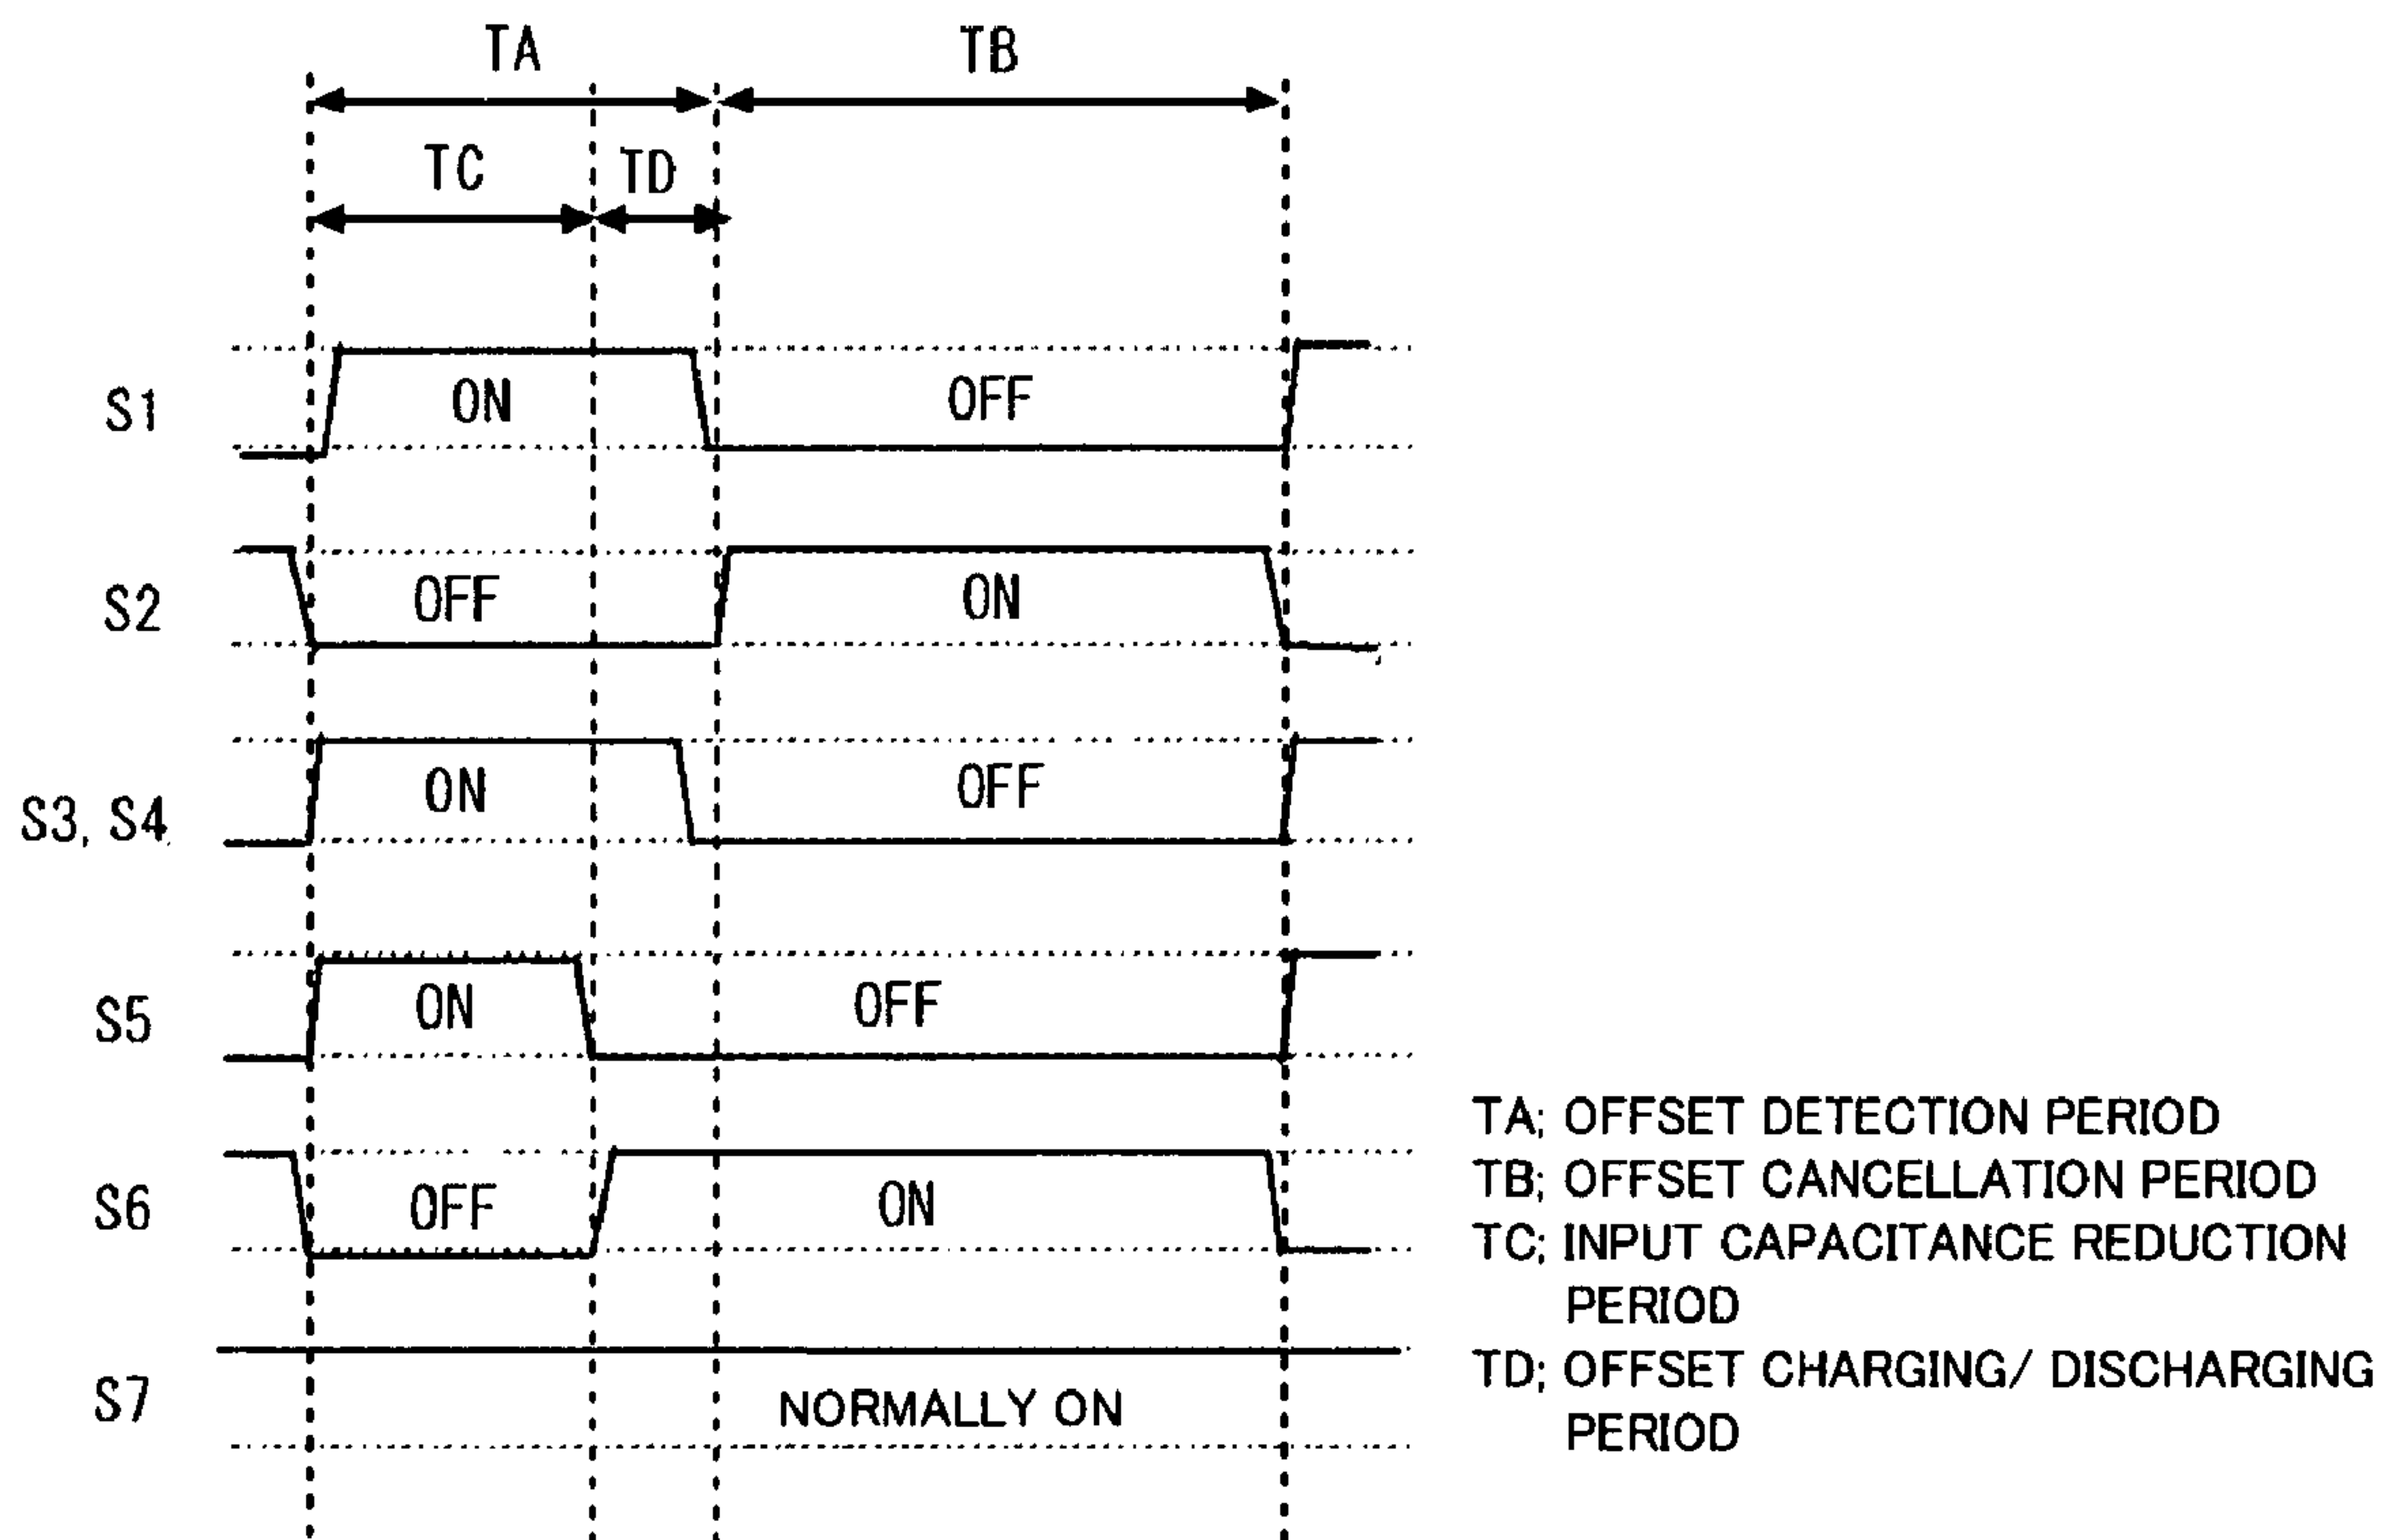 TA TB
TC TD
S1 ON OFF
S2 OFF ON
S3, S4 ON OFF
S5 ON OFF
S6 OFF ON
S7 NORMALLY ON
TA; OFFSET DETECTION PERIOD
TB; OFFSET CANCELLATION PERIOD
TC; INPUT CAPACITANCE REDUCTION
PERIOD
TD; OFFSET CHARGING/ DISCHARGING
PERIOD